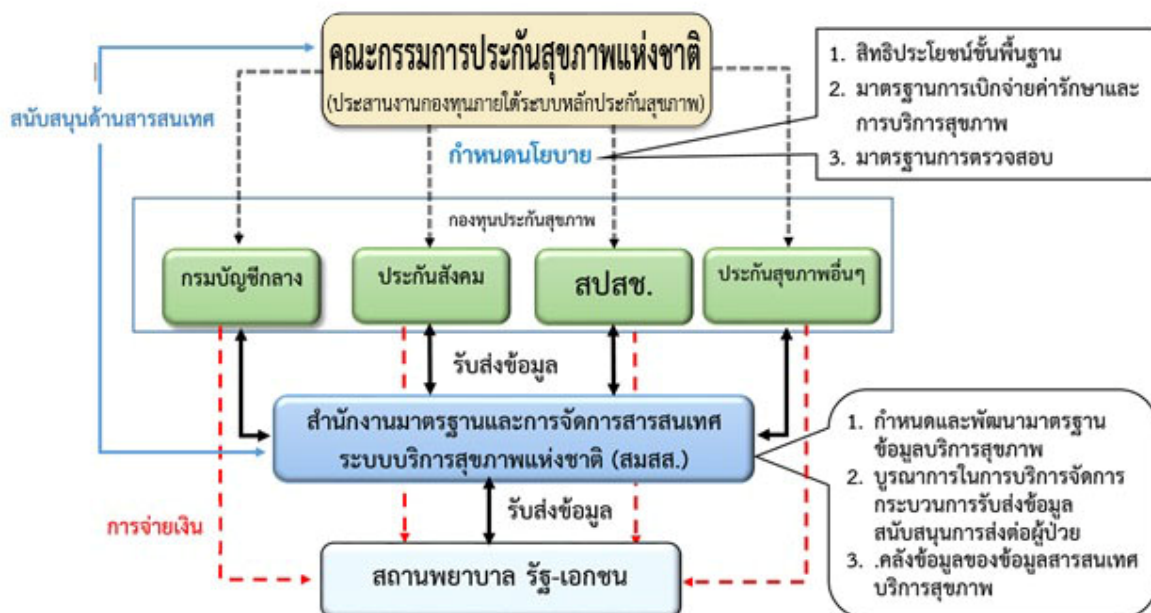 คณะกรรมการประกันสุขภาพแห่งชาติ
(ประสานงานกองทุนภายใต้ระบบหลักประกันสุขภาพ)
1. สิทธิประโยชน์ขั้นพื้นฐาน
2. มาตรฐานการเบิกจ่ายค่ารักษาและ
การบริการสุขภาพ
3. มาตรฐานการตรวจสอบ
สนับสนุนด้านสารสนเทศ
กำหนดนโยบาย
กองทุนประกันสุขภาพ
กรมบัญชีกลาง
ประกันสังคม
สปสช.
ประกันสุขภาพอื่นๆ
รับส่งข้อมูล
สำนักงานมาตรฐานและการจัดการสารสนเทศ
ระบบบริการสุขภาพแห่งชาติ (สมสส.)
1. กำหนดและพัฒนามาตรฐาน
ข้อมูลบริการสุขภาพ
2. บูรณาการในการบริการจัดการ
กระบวนการรับส่งข้อมูล
สนับสนุนการส่งต่อผู้ป่วย
3. .คลังข้อมูลของข้อมูลสารสนเทศ
บริการสุขภาพ
การจ่ายเงิน
รับส่งข้อมูล
สถานพยาบาล รัฐ-เอกชน